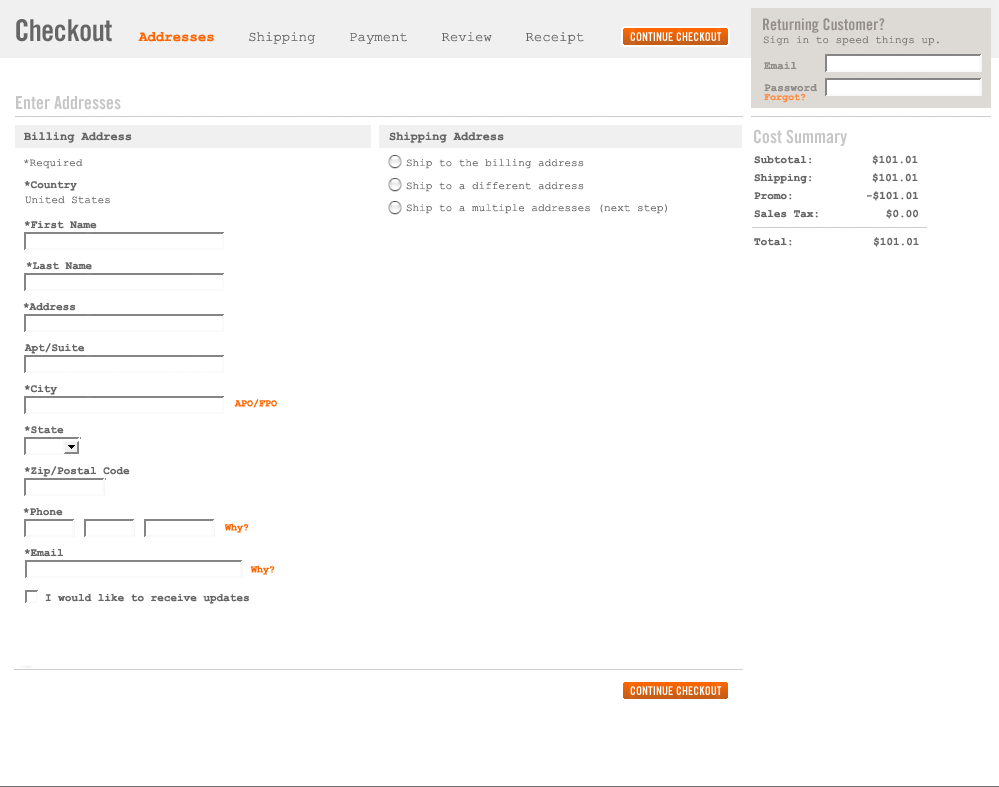 Checkout
Addresses Shipping Payment Review Receipt CONTINUE CHECKOUT
Returning Customer?
Sign in to speed things up.
Email
Password
Forgot?
Enter Addresses
Billing Address
*Required
*Country
United States
*First Name
*Last Name
*Address
Apt/Suite
*City
APO/FPO
*State
*Zip/Postal Code
*Phone
Why?
*Email
Why?
I would like to receive updates
Shipping Address
Ship to the billing address
Ship to a different address
Ship to a multiple addresses (next step)
Cost Summary
Subtotal: $101.01
Shipping: $101.01
Promo: -$101.01
Sales Tax: $0.00
Total: $101.01
CONTINUE CHECKOUT